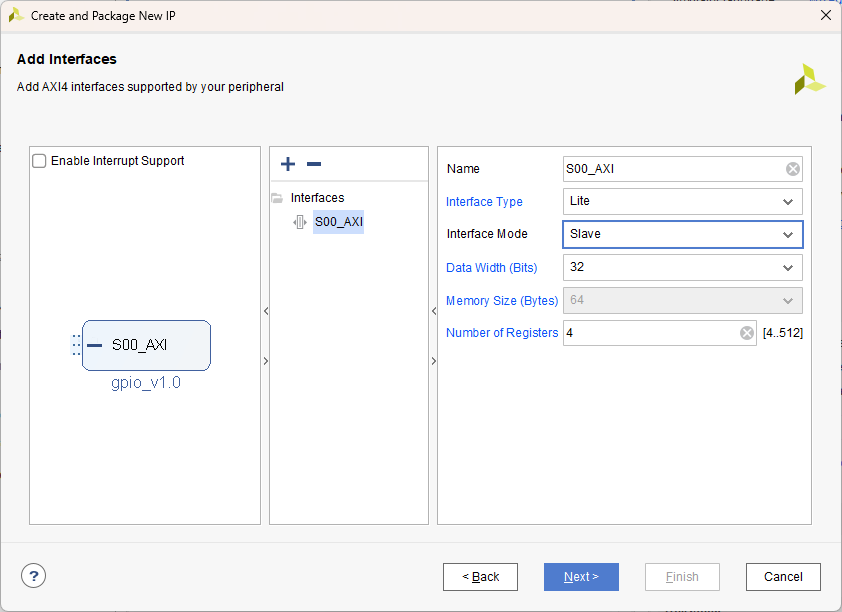 Create and Package New IP
Add Interfaces
Add AXI4 interfaces supported by your peripheral
Enable Interrupt Support
S00_AXI
gpio_v1.0
Interfaces
S00_AXI
Name S00_AXI
Interface Type Lite
Interface Mode Slave
Data Width (Bits) 32
Memory Size (Bytes) 64
Number of Registers 4 [4..512]
? < Back Next > Finish Cancel